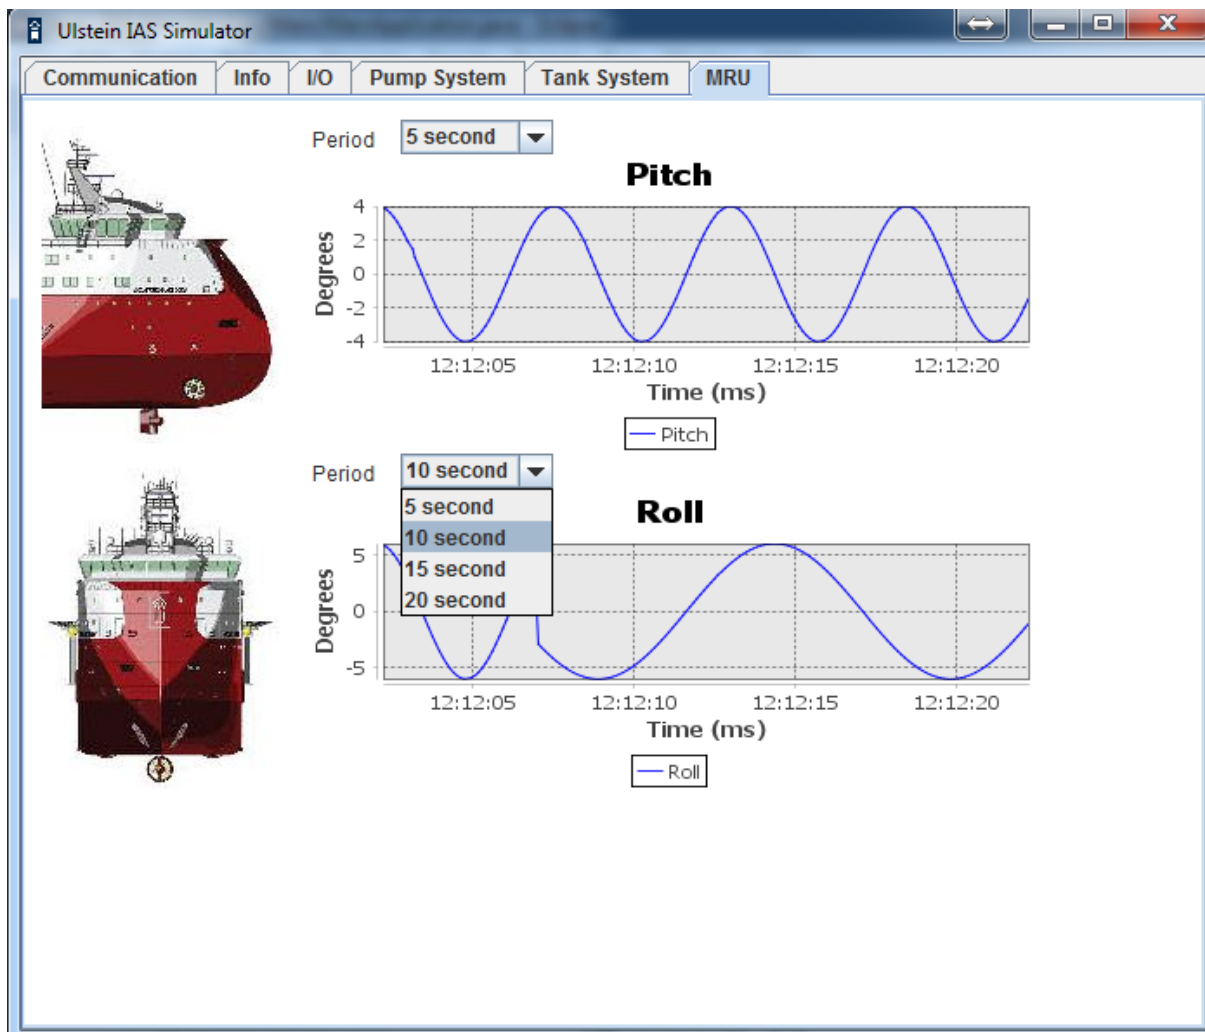 Ulstein IAS Simulator
Communication Info I/O Pump System Tank System MRU
Period 5 second
Pitch
Degrees
4
2
0
-2
-4
12:12:05 12:12:10 12:12:15 12:12:20
Time (ms)
Pitch
Period 10 second
5 second
10 second
15 second
20 second
Roll
Degrees
5
0
-5
12:12:05 12:12:10 12:12:15 12:12:20
Time (ms)
Roll